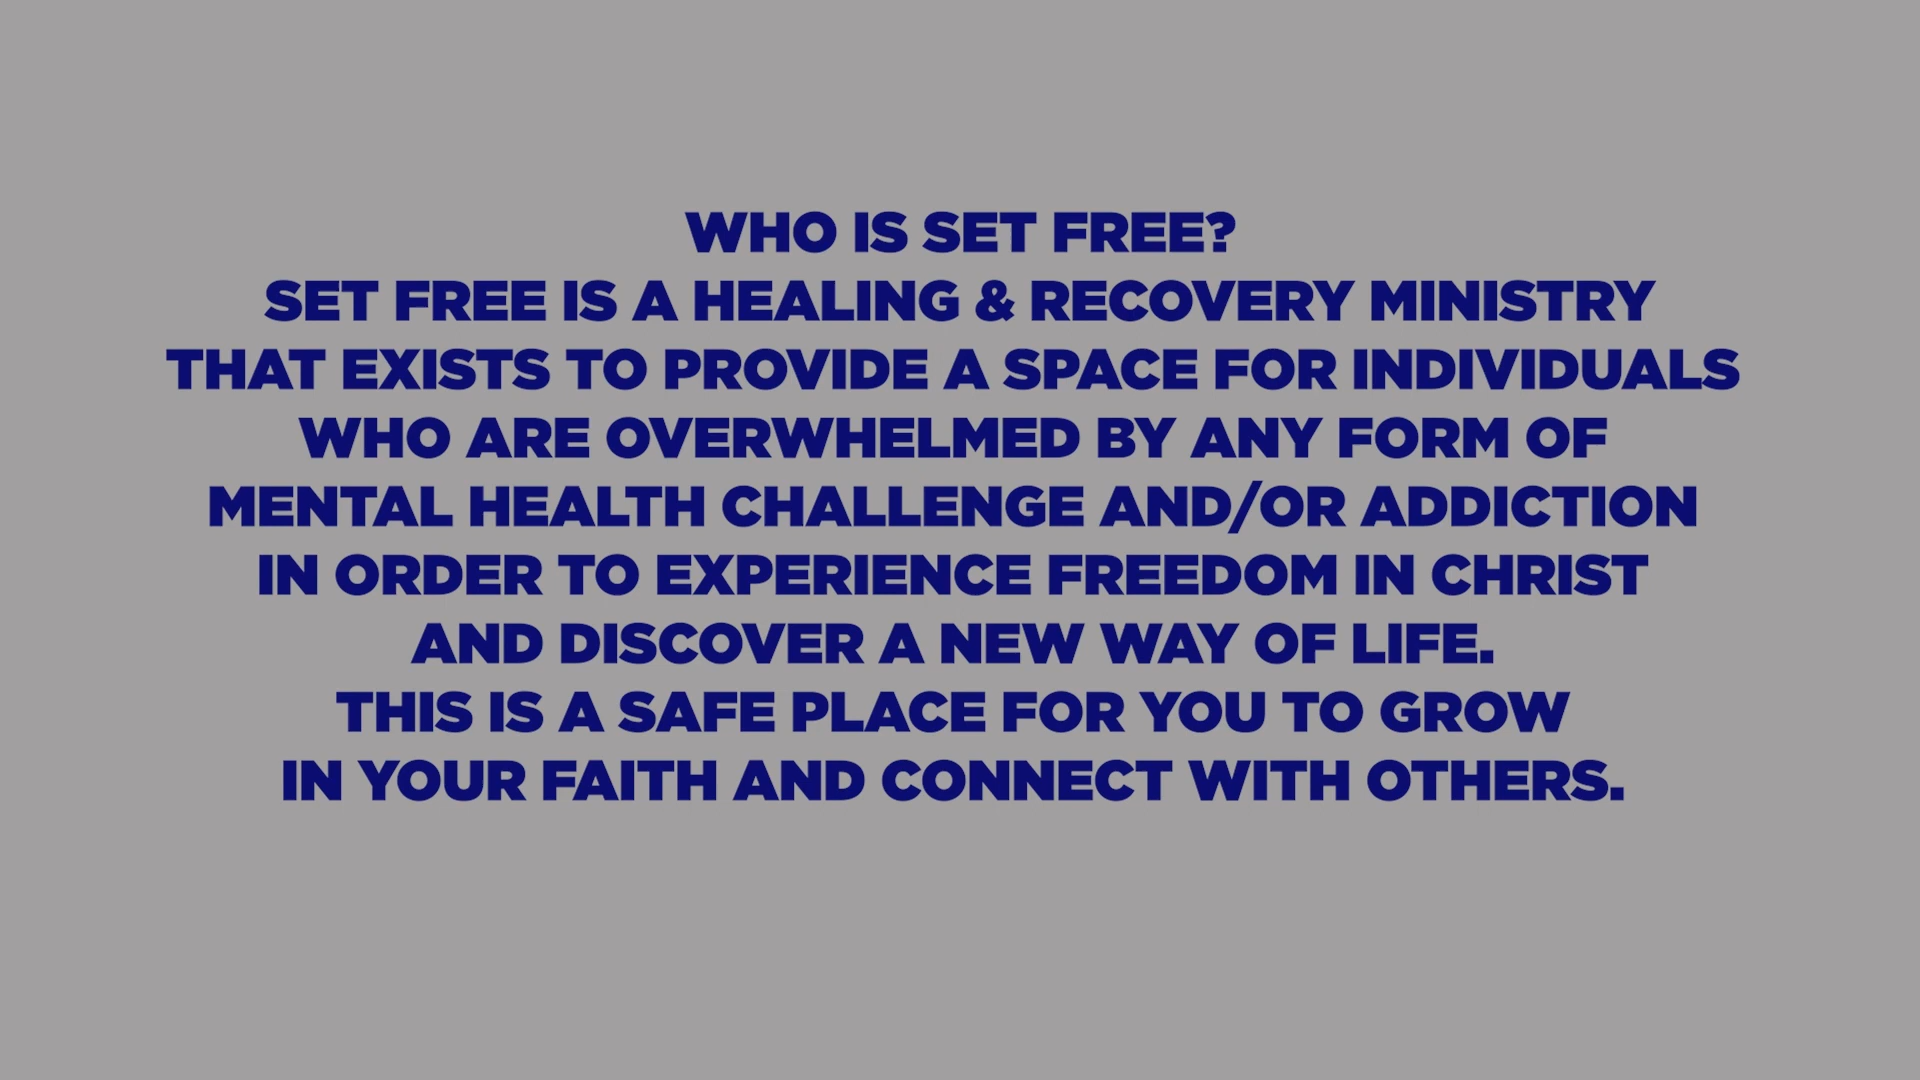 WHO IS SET FREE?
SET FREE IS A HEALING & RECOVERY MINISTRY
THAT EXISTS TO PROVIDE A SPACE FOR INDIVIDUALS
WHO ARE OVERWHELMED BY ANY FORM OF
MENTAL HEALTH CHALLENGE AND/OR ADDICTION
IN ORDER TO EXPERIENCE FREEDOM IN CHRIST
AND DISCOVER A NEW WAY OF LIFE.
THIS IS A SAFE PLACE FOR YOU TO GROW
IN YOUR FAITH AND CONNECT WITH OTHERS.